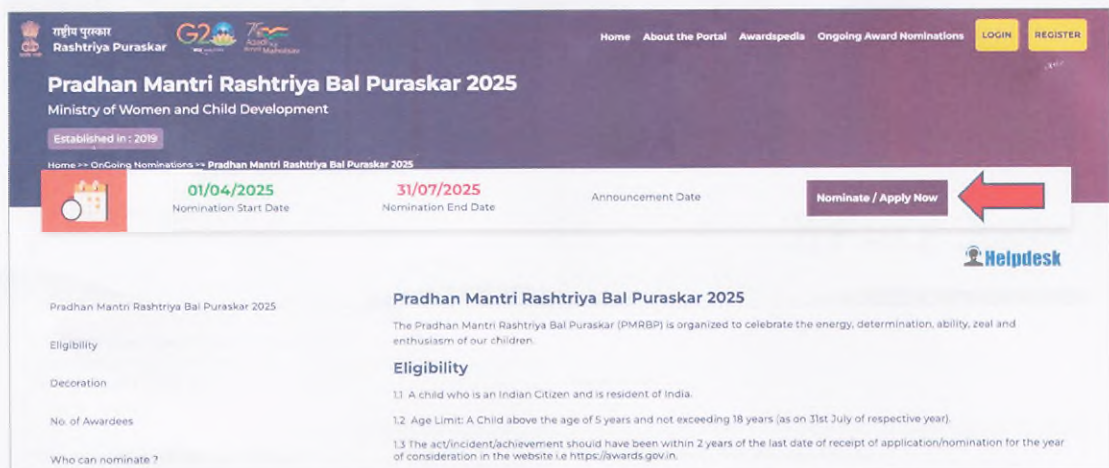 राष्ट्रीय पुरस्कार
Rashtriya Puraskar
G20
Home About the Portal Awardspedia Ongoing Award Nominations LOGIN REGISTER
Pradhan Mantri Rashtriya Bal Puraskar 2025
Ministry of Women and Child Development
Established in : 2019
Home >> OnGoing Nominations >> Pradhan Mantri Rashtriya Bal Puraskar 2025
01/04/2025 31/07/2025
Nomination Start Date Nomination End Date Announcement Date Nominate / Apply Now
Helpdesk
Pradhan Mantri Rashtriya Bal Puraskar 2025
Eligibility
Decoration
No. of Awardees
Who can nominate ?
Pradhan Mantri Rashtriya Bal Puraskar 2025
The Pradhan Mantri Rashtriya Bal Puraskar (PMRBP) is organized to celebrate the energy, determination, ability, zeal and
enthusiasm of our children.
Eligibility
1.1 A child who is an Indian Citizen and is resident of India.
1.2 Age Limit: A Child above the age of 5 years and not exceeding 18 years (as on 31st July of respective year).
1.3 The act/incident/achievement should have been within 2 years of the last date of receipt of application/nomination for the year
of consideration in the website i.e https://awards.gov.in.